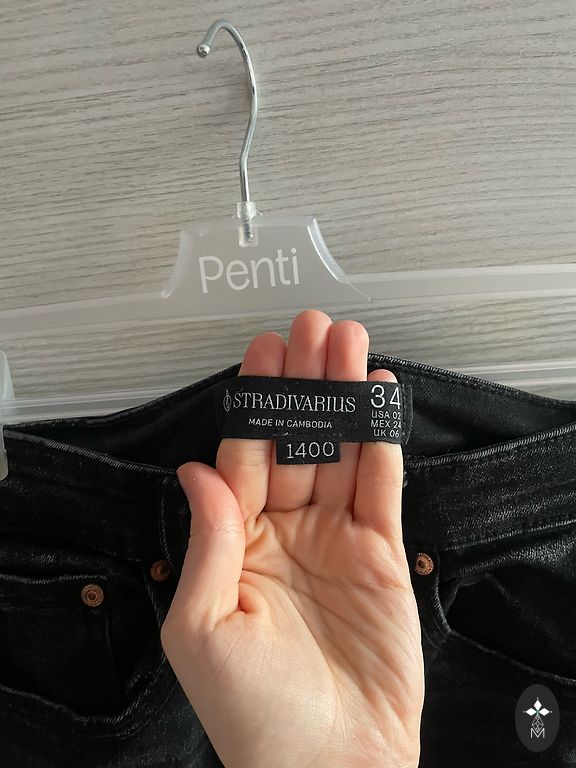 Penti
STRADIVARIUS
MADE IN CAMBODIA
34
USA 02
MEX 24
UK 06
1400
M